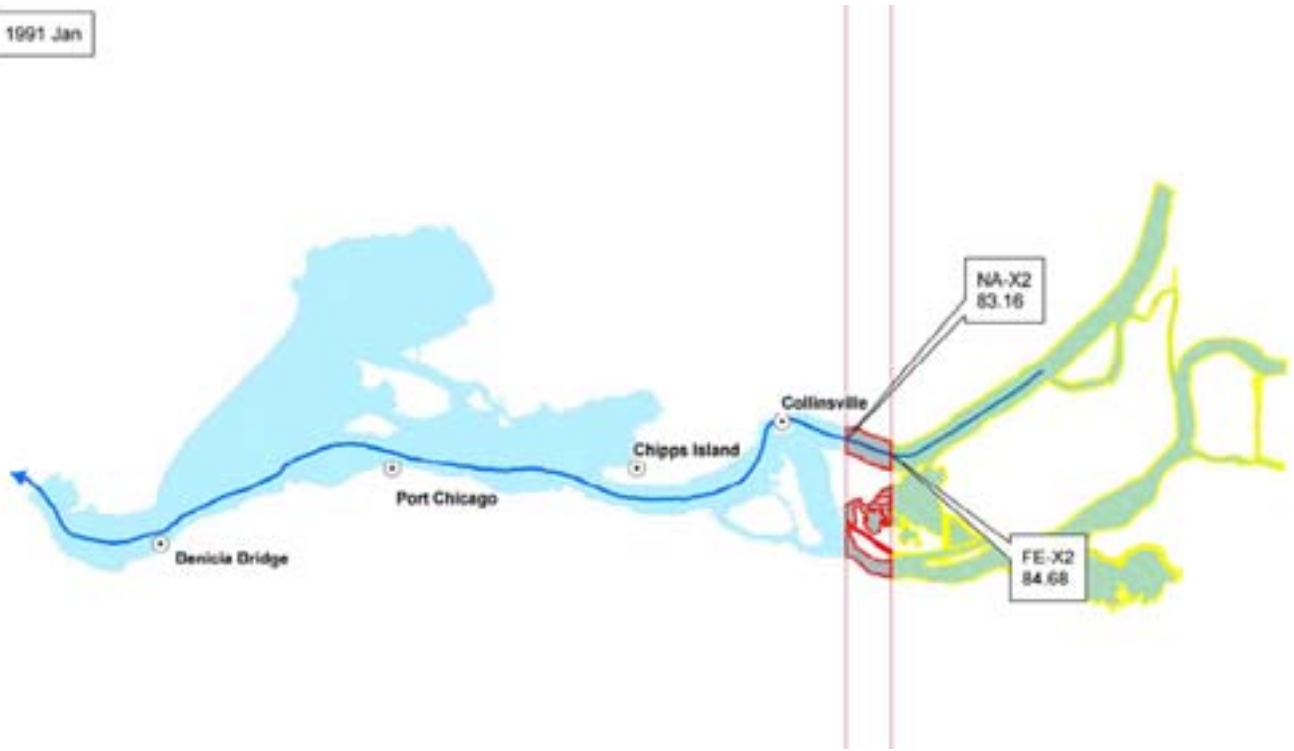 1991 Jan
NA-X2
83.16
Collinsville
Chipps Island
Port Chicago
Benicia Bridge
FE-X2
84.68